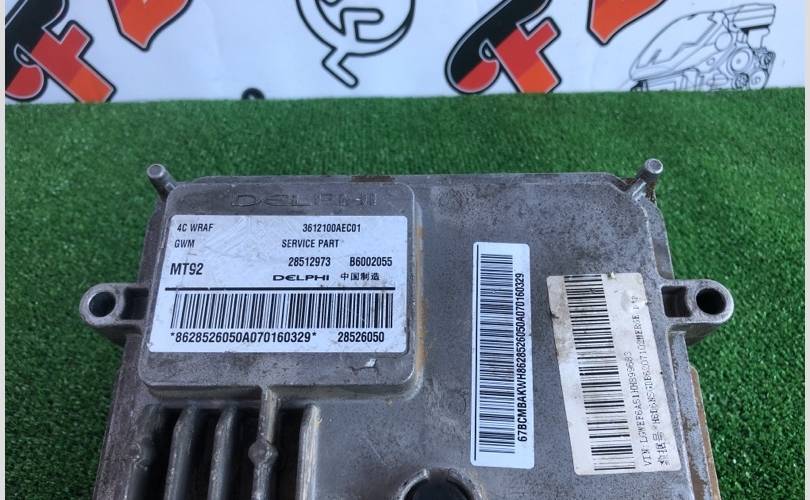 DELPHI
4C WRAF 3612100AEC01
GWM SERVICE PART
MT92 28512973 B6002055
DELPHI 中国制造
*8628526050A070160329* 28526050
67BCMBAKWH8628526050A070160329